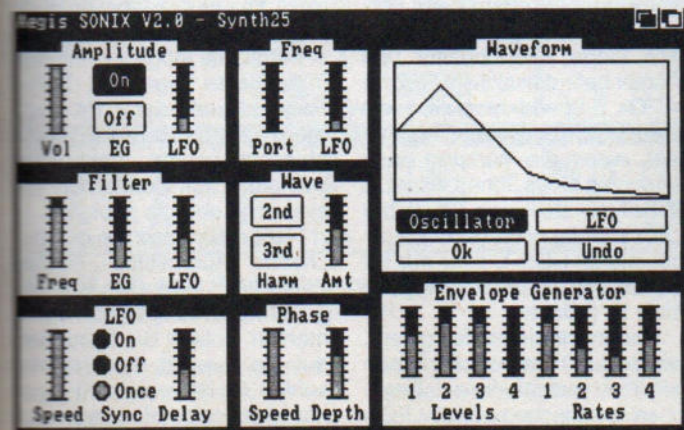 Aegis SONIX V2.0 - Synth25
Amplitude
On
Off
Vol EG LFO
Freq
Port LFO
Waveform
Oscillator LFO
Ok Undo
Filter
Freq EG LFO
Wave
2nd
3rd
Harm Amt
LFO
On
Off
Once
Speed Sync Delay
Phase
Speed Depth
Envelope Generator
1 2 3 4 1 2 3 4
Levels Rates